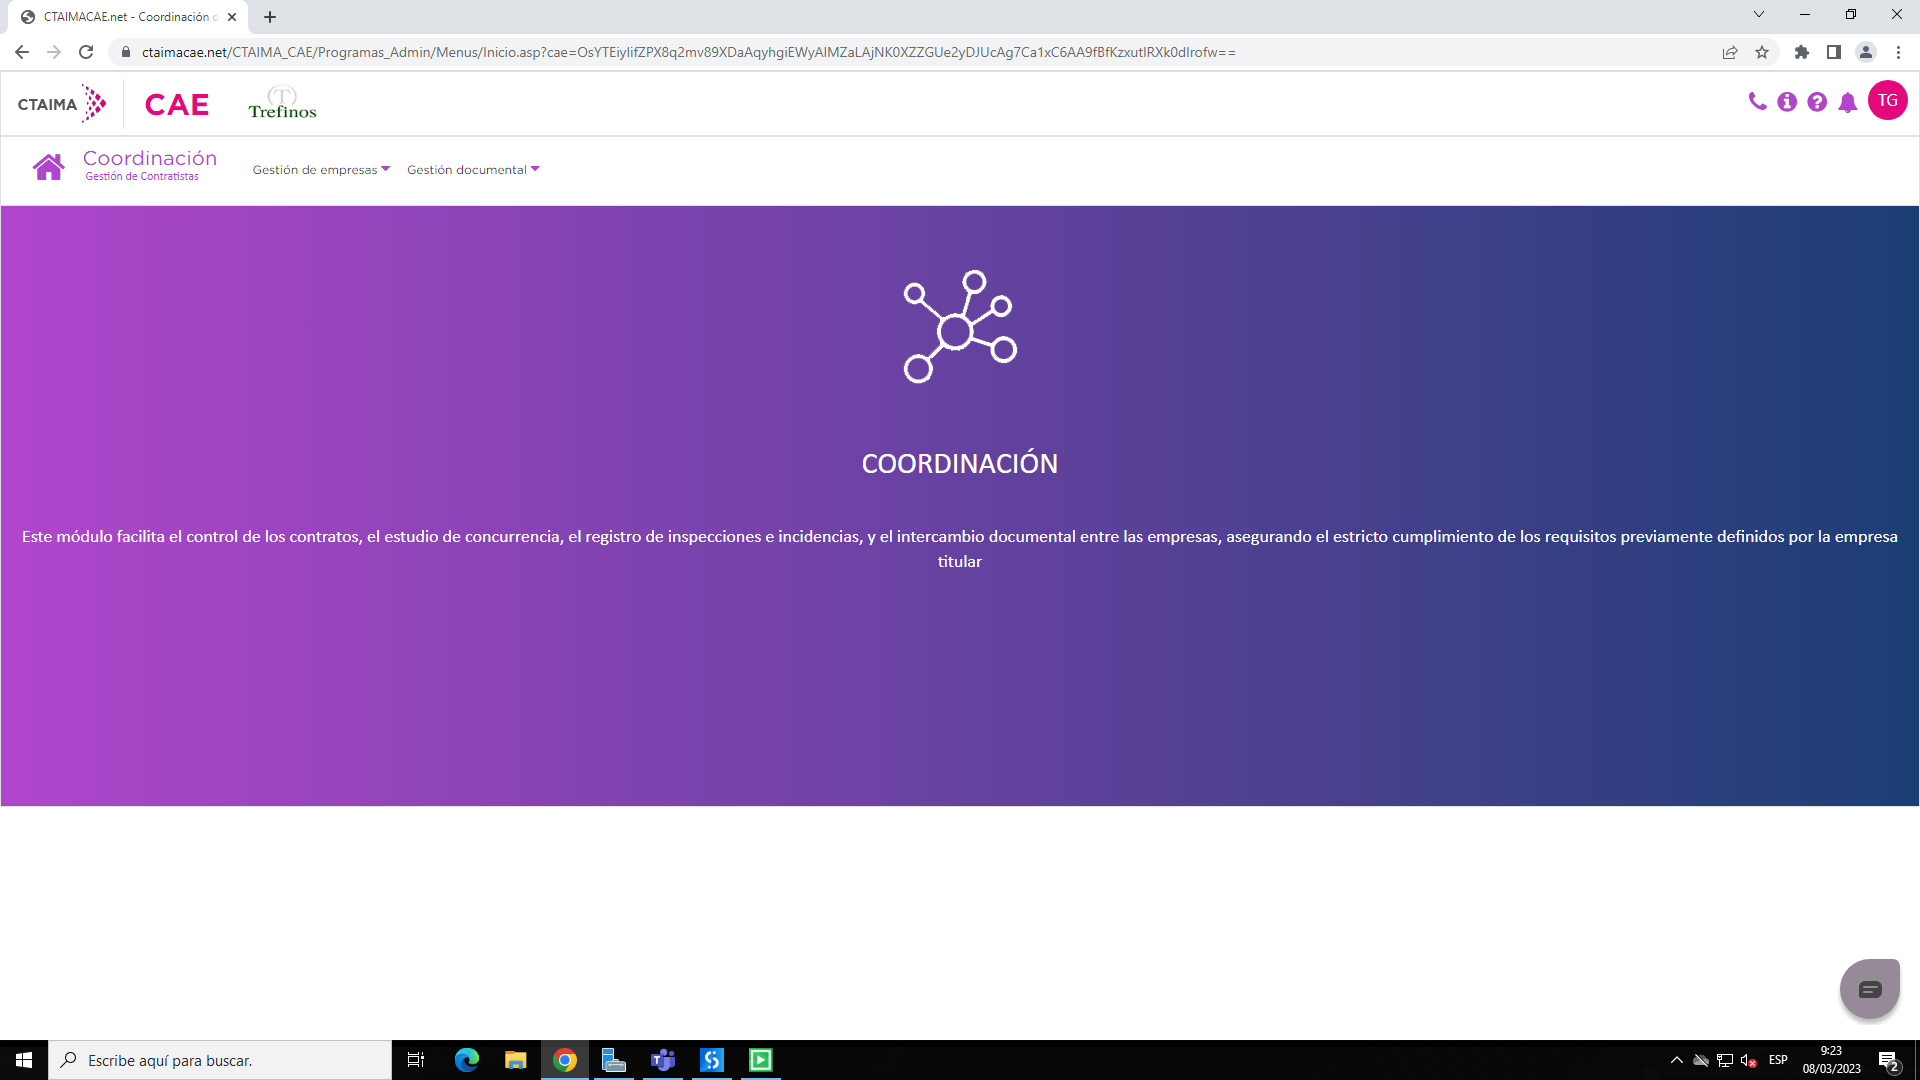 CTAIMACAE.net - Coordinación d
ctaimacae.net/CTAIMA_CAE/Programas_Admin/Menus/Inicio.asp?cae=OsYTEiyIifZPX8q2mv89XDaAqyhgiEWyAIMZaLAjNK0XZZGUe2yDJUcAg7Ca1xC6AA9fBfKzxutIRXk0dIrofw==
CTAIMA
CAE
T
Trefinos
TG
Coordinación
Gestión de Contratistas
Gestión de empresas
Gestión documental
COORDINACIÓN
Este módulo facilita el control de los contratos, el estudio de concurrencia, el registro de inspecciones e incidencias, y el intercambio documental entre las empresas, asegurando el estricto cumplimiento de los requisitos previamente definidos por la empresa
titular
Escribe aquí para buscar.
ESP
9:23
08/03/2023
2